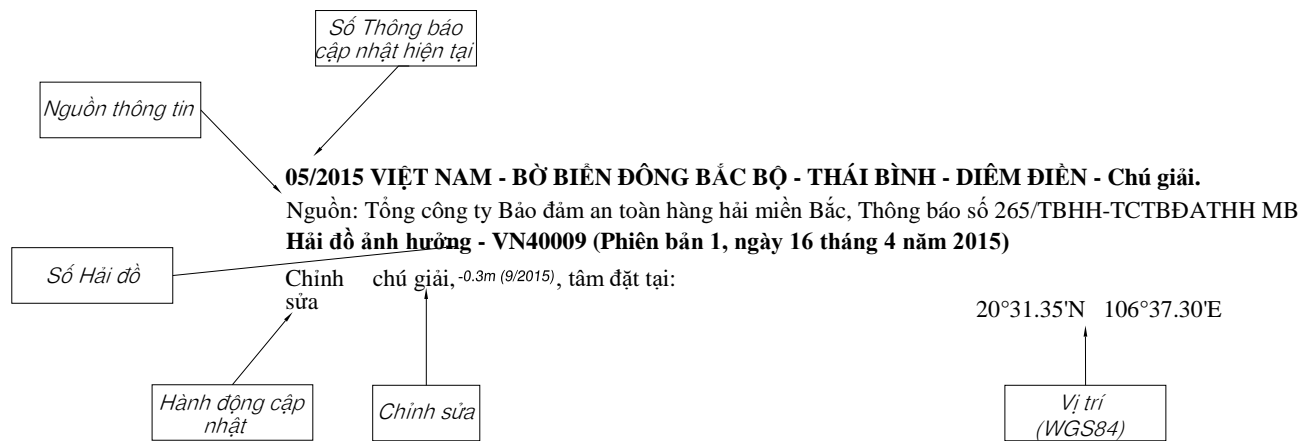 Số Thông báo
cập nhật hiện tại
Nguồn thông tin
05/2015 VIỆT NAM - BỜ BIỂN ĐÔNG BẮC BỘ - THÁI BÌNH - DIÊM ĐIỀN - Chú giải.
Nguồn: Tổng công ty Bảo đảm an toàn hàng hải miền Bắc, Thông báo số 265/TBHH-TCTBĐATHH MB
Hải đồ ảnh hưởng - VN40009 (Phiên bản 1, ngày 16 tháng 4 năm 2015)
Số Hải đồ
Chỉnh chú giải, -0.3m (9/2015), tâm đặt tại:
sửa
20°31.35'N 106°37.30'E
Hành động cập
nhật
Chỉnh sửa
Vị trí
(WGS84)